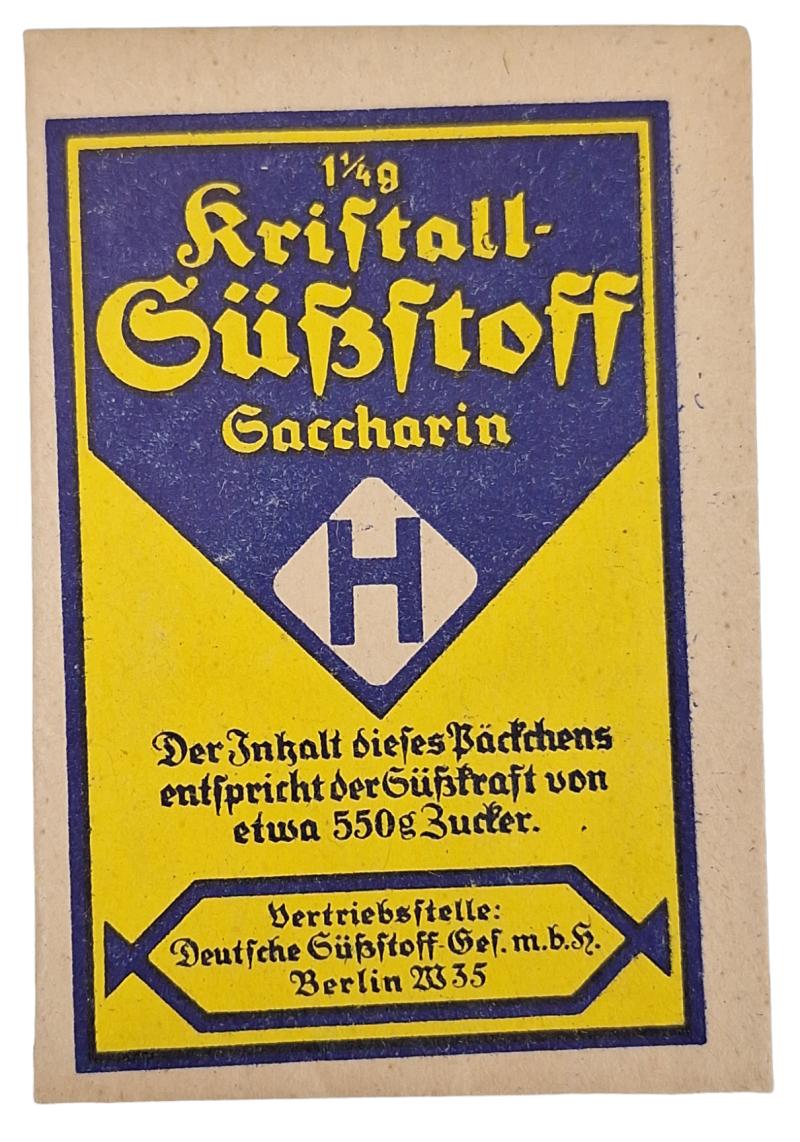 1¼g
Kristall-
Süßstoff
Saccharin
H
Der Inhalt dieses Päckchens
entspricht der Süßkraft von
etwa 550g Zucker.
Vertriebsstelle:
Deutsche Süßstoff-Ges. m.b.H.
Berlin W35